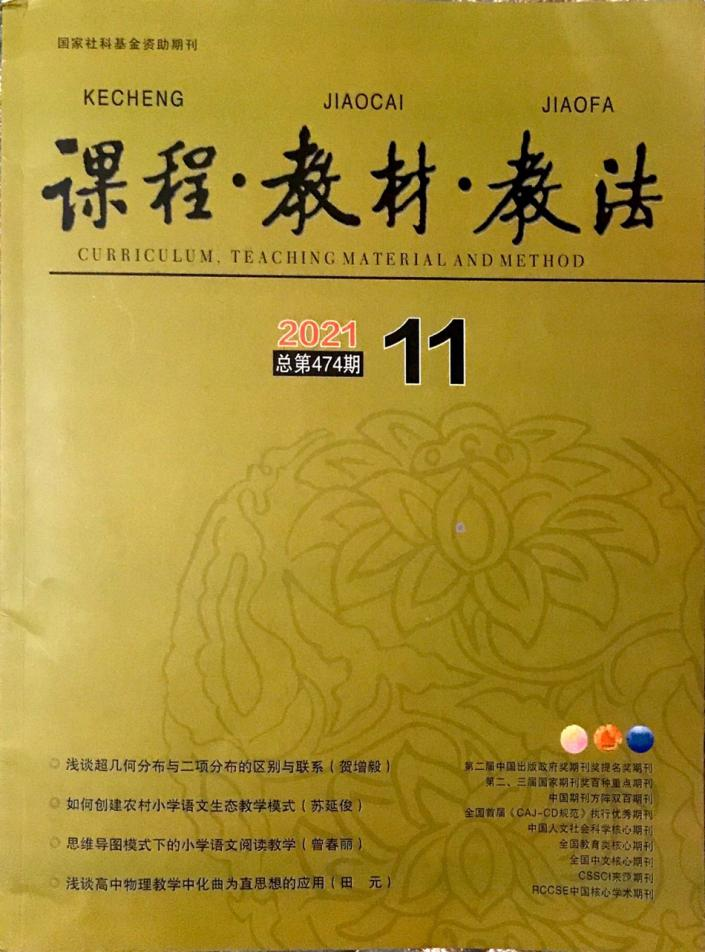 国家社科基金资助期刊
KECHENG JIAOCAI JIAOFA
课程·教材·教法
CURRICULUM, TEACHING MATERIAL AND METHOD
2021
总第474期
11
浅谈超几何分布与二项分布的区别与联系(贺增毅)
如何创建农村小学语文生态教学模式(苏延俊)
思维导图模式下的小学语文阅读教学(曾春丽)
浅谈高中物理教学中化曲为直思想的应用(田 元)
第二届中国出版政府奖期刊奖提名奖期刊
第二、三届国家期刊奖百种重点期刊
中国期刊方阵双百期刊
全国首届《CAJ-CD规范》执行优秀期刊
中国人文社会科学核心期刊
全国教育类核心期刊
全国中文核心期刊
CSSCI来源期刊
RCCSE中国核心学术期刊